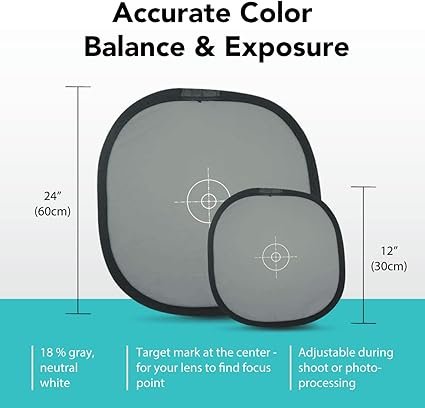 Accurate Color
Balance & Exposure
24"
(60cm)
12"
(30cm)
18 % gray,
neutral
white
Target mark at the center -
for your lens to find focus
point
Adjustable during
shoot or photo-
processing